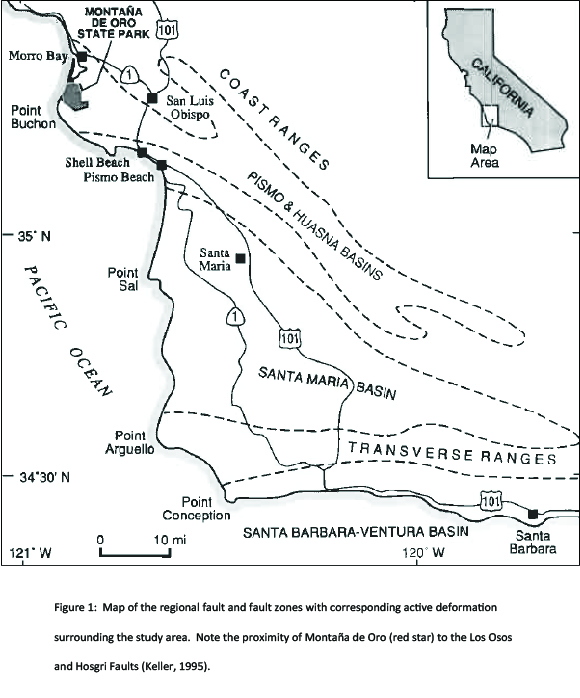 MONTAÑA
DE ORO
STATE PARK
101
Morro Bay
1
San Luis
Obispo
Point
Buchon
COAST RANGES
CALIFORNIA
Map
Area
Shell Beach
Pismo Beach
PISMO & HUASNA BASINS
35° N
Santa
Maria
Point
Sal
PACIFIC OCEAN
1
101
SANTA MARIA BASIN
Point
Arguello
TRANSVERSE RANGES
34°30' N
Point
Conception
101
SANTA BARBARA-VENTURA BASIN
Santa
Barbara
121° W
0 10 mi
120° W
Figure 1: Map of the regional fault and fault zones with corresponding active deformation
surrounding the study area. Note the proximity of Montaña de Oro (red star) to the Los Osos
and Hosgri Faults (Keller, 1995).